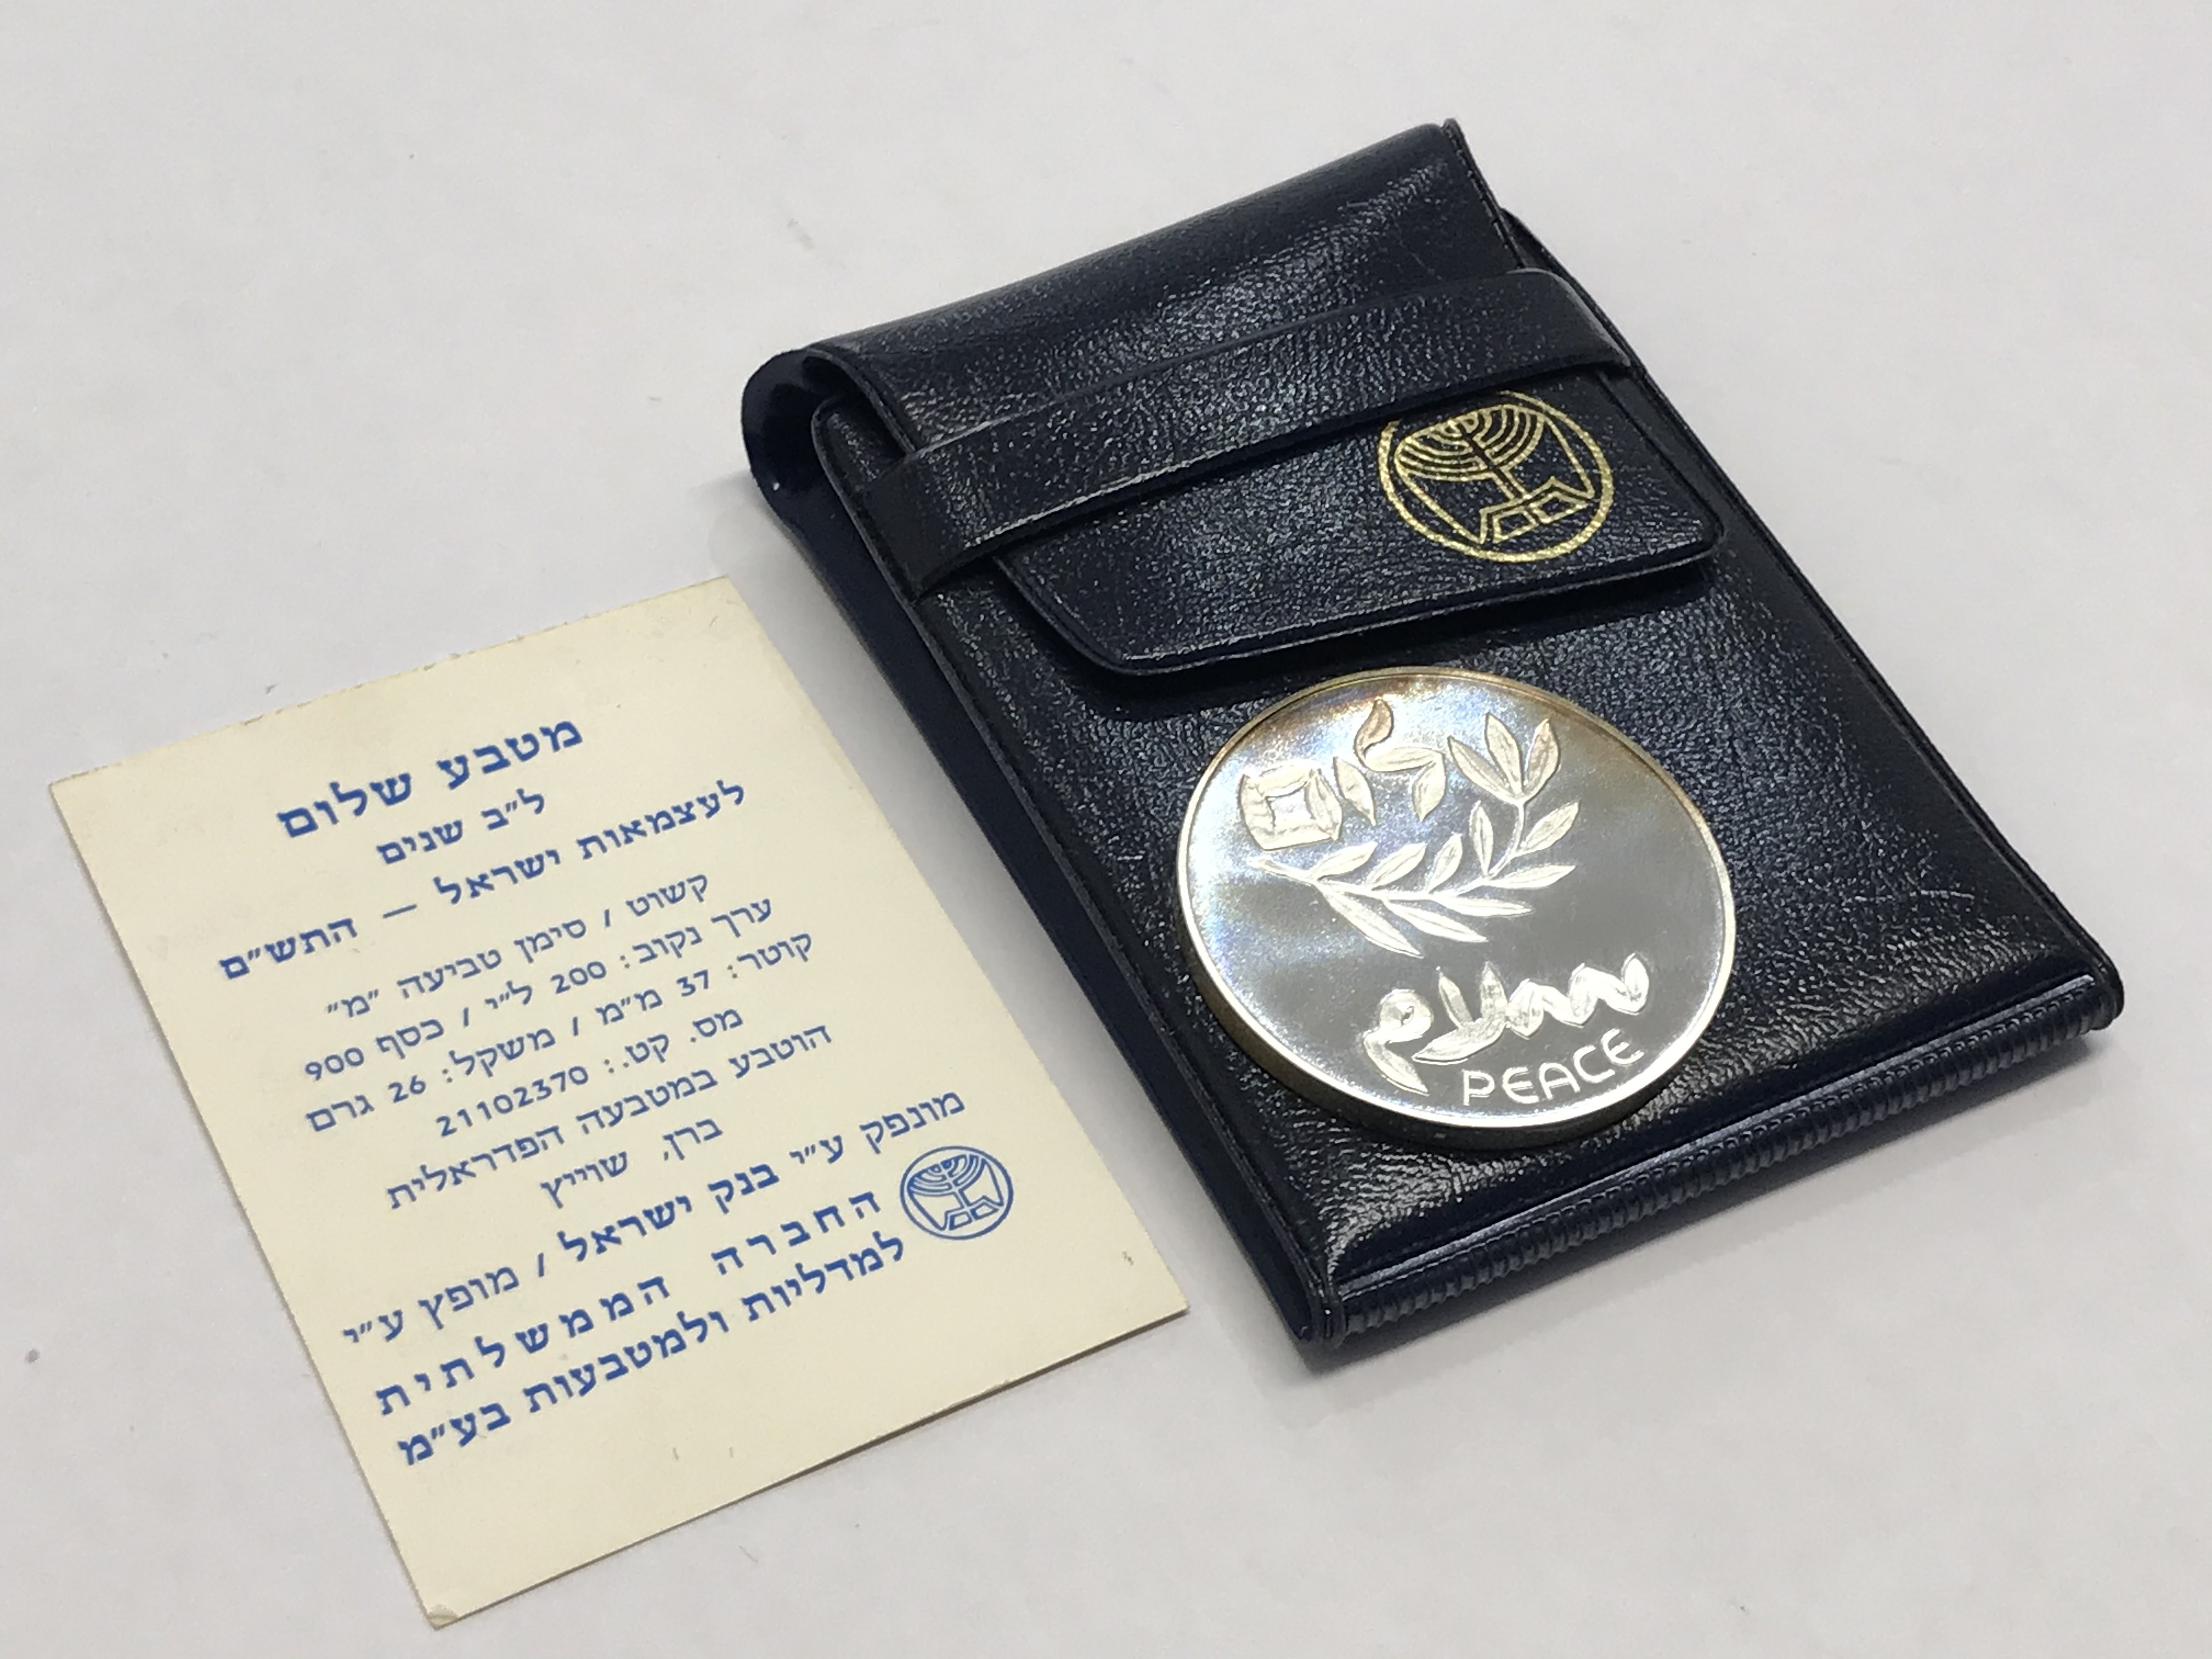 מטבע שלום
ל״ב שנים
לעצמאות ישראל – התש״ם
קשוט / סימן טביעה ״מ״
ערך נקוב: 200 ל״י / כסף 900
קוטר: 37 מ״מ / משקל: 26 גרם
מס. קט.: 21102370
הוטבע במטבעה הפדראלית
ברן, שוייץ
מונפק ע״י בנק ישראל / מופץ ע״י
החברה הממשלתית
למדליות ולמטבעות בע״מ
שלום
سلام
PEACE